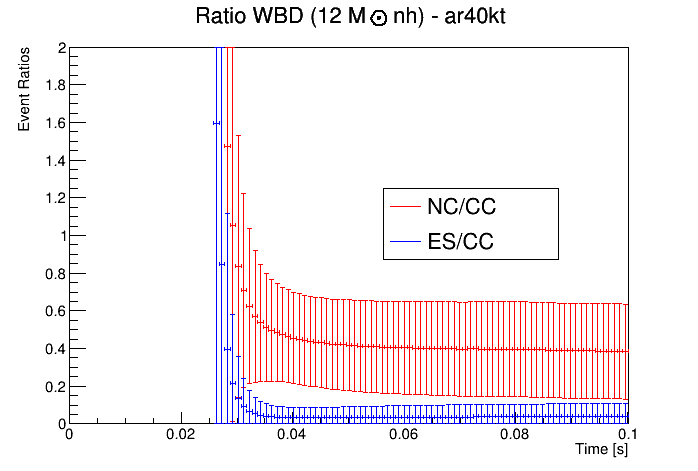 Ratio WBD (12 M⊙ nh) - ar40kt
Event Ratios
2
1.8
1.6
1.4
1.2
1
0.8
0.6
0.4
0.2
0
NC/CC
ES/CC
0 0.02 0.04 0.06 0.08 0.1
Time [s]